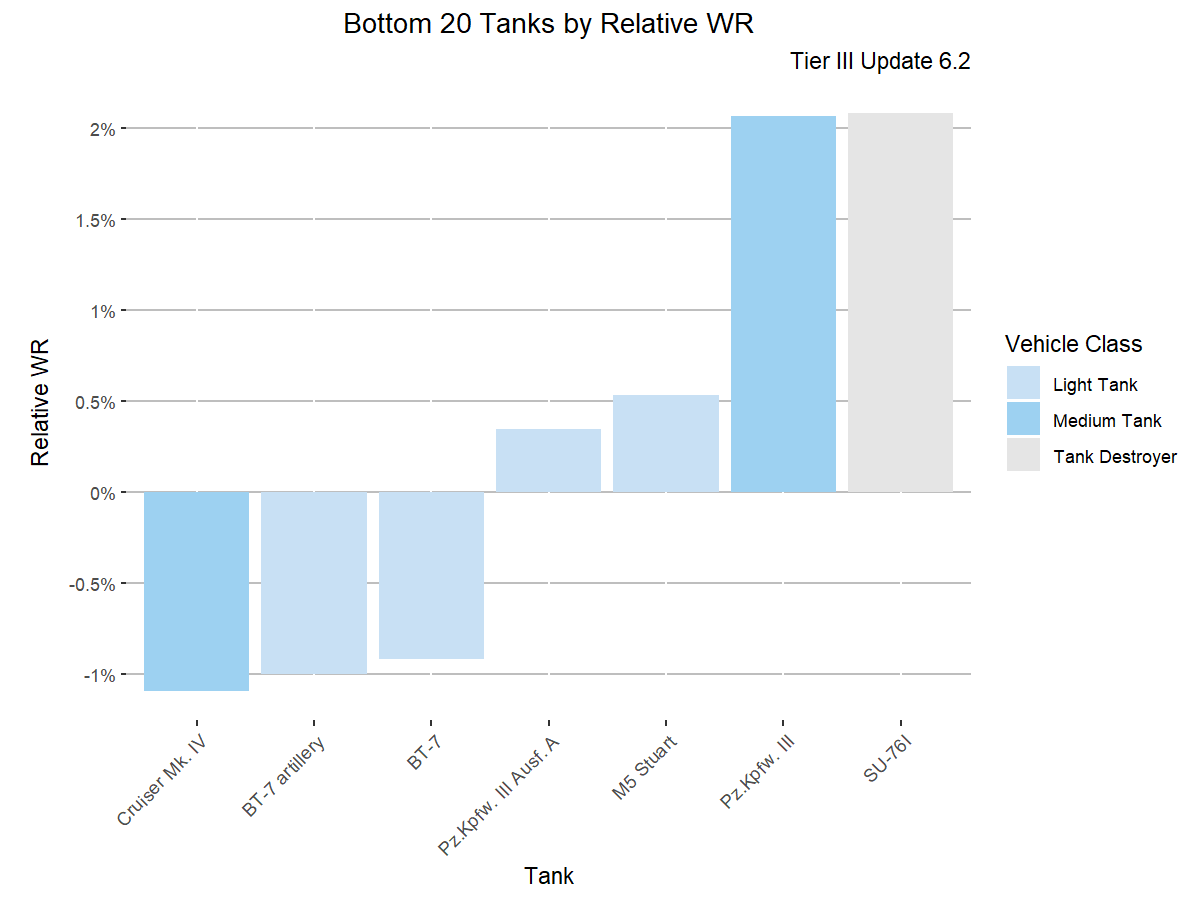 Bottom 20 Tanks by Relative WR
Tier III Update 6.2
2%
1.5%
1%
0.5%
0%
-0.5%
-1%
Relative WR
Cruiser Mk. IV
BT-7 artillery
BT-7
Pz.Kpfw. III Ausf. A
M5 Stuart
Pz.Kpfw. III
SU-76I
Tank
Vehicle Class
Light Tank
Medium Tank
Tank Destroyer